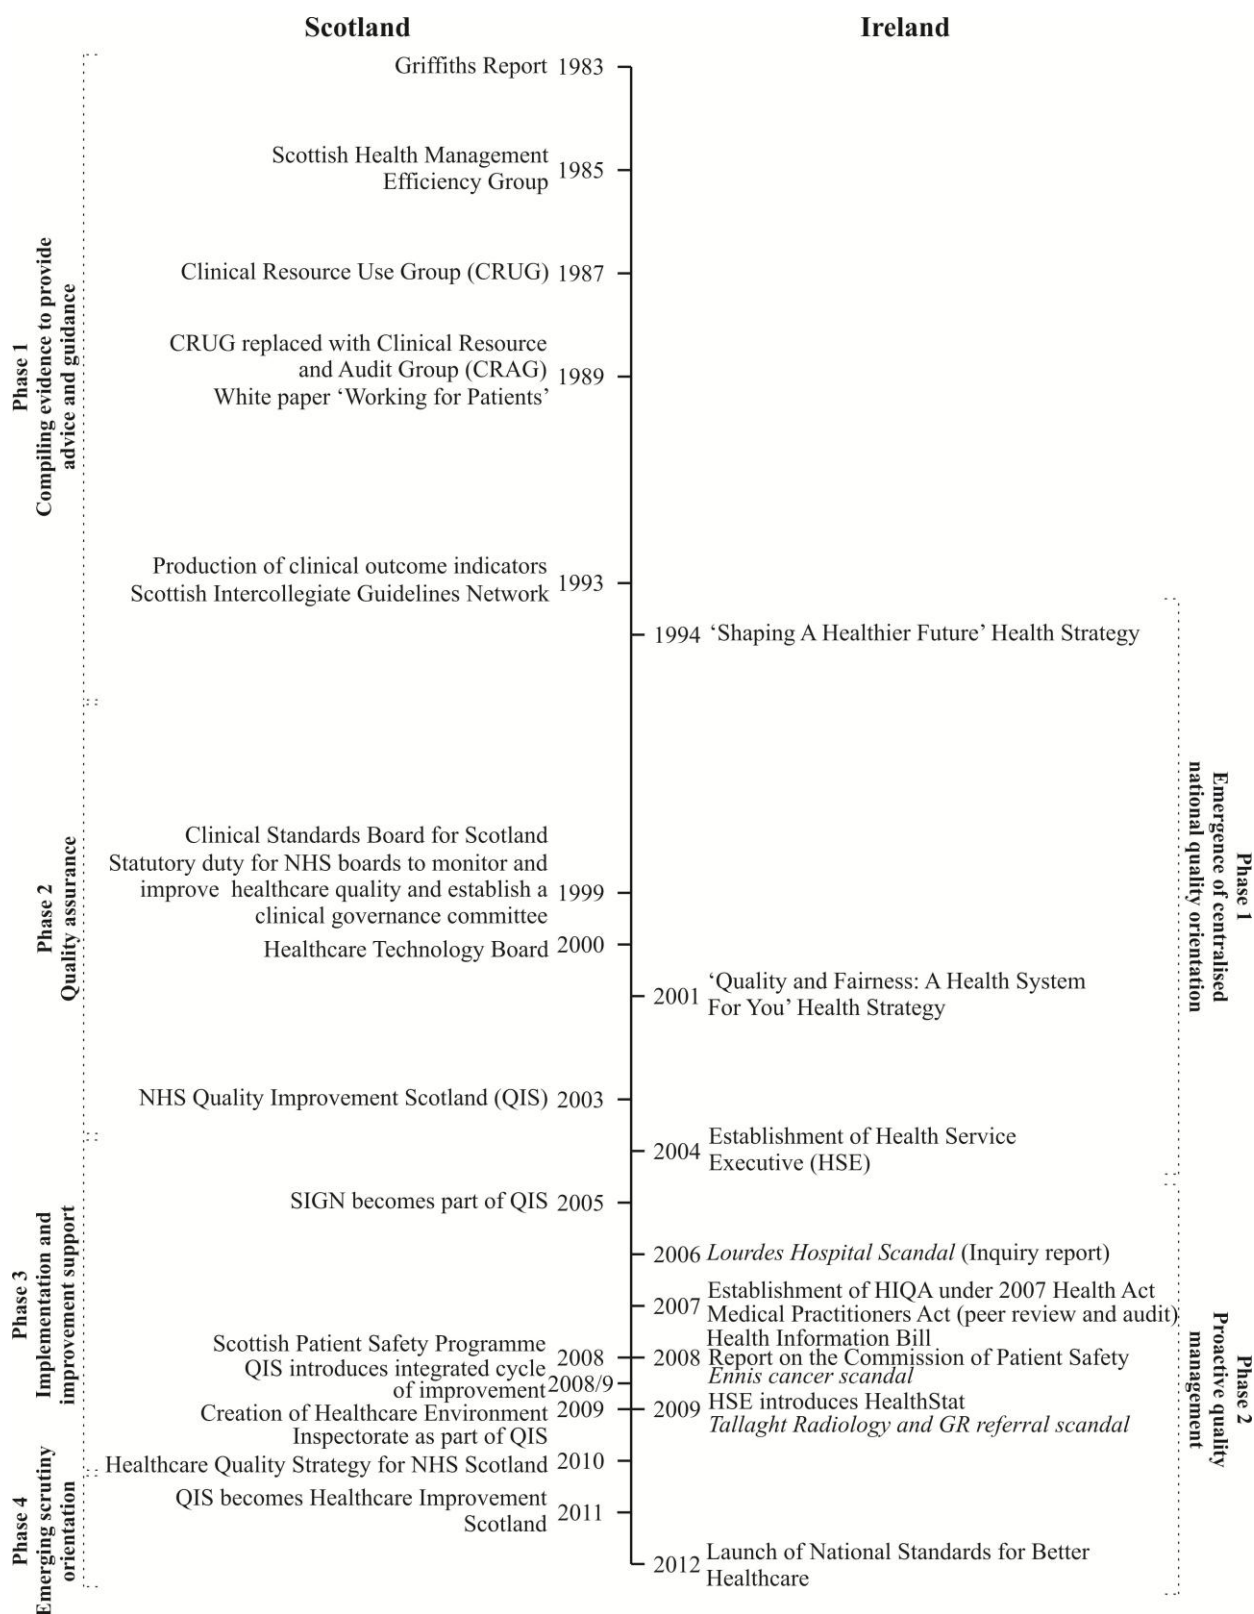 Scotland
Ireland
Phase 1
Compiling evidence to provide
advice and guidance
Griffiths Report 1983
Scottish Health Management
Efficiency Group
1985
Clinical Resource Use Group (CRUG) 1987
CRUG replaced with Clinical Resource
and Audit Group (CRAG)
White paper ‘Working for Patients’
1989
Production of clinical outcome indicators
Scottish Intercollegiate Guidelines Network
1993
Phase 2
Quality assurance
Clinical Standards Board for Scotland
Statutory duty for NHS boards to monitor and
improve healthcare quality and establish a
clinical governance committee
1999
Healthcare Technology Board 2000
NHS Quality Improvement Scotland (QIS) 2003
Phase 3
Implementation and
improvement support
SIGN becomes part of QIS 2005
Scottish Patient Safety Programme
2008
QIS introduces integrated cycle
of improvement
2008/9
Creation of Healthcare Environment
Inspectorate as part of QIS
2009
Healthcare Quality Strategy for NHS Scotland 2010
Phase 4
Emerging scrutiny
orientation
QIS becomes Healthcare Improvement
Scotland
2011
Phase 1
Emergence of centralised
national quality orientation
1994 ‘Shaping A Healthier Future’ Health Strategy
2001
‘Quality and Fairness: A Health System
For You’ Health Strategy
2004
Establishment of Health Service
Executive (HSE)
Phase 2
Proactive quality
management
2006 Lourdes Hospital Scandal (Inquiry report)
2007
Establishment of HIQA under 2007 Health Act
Medical Practitioners Act (peer review and audit)
Health Information Bill
2008 Report on the Commission of Patient Safety
Ennis cancer scandal
2009
HSE introduces HealthStat
Tallaght Radiology and GR referral scandal
2012
Launch of National Standards for Better
Healthcare